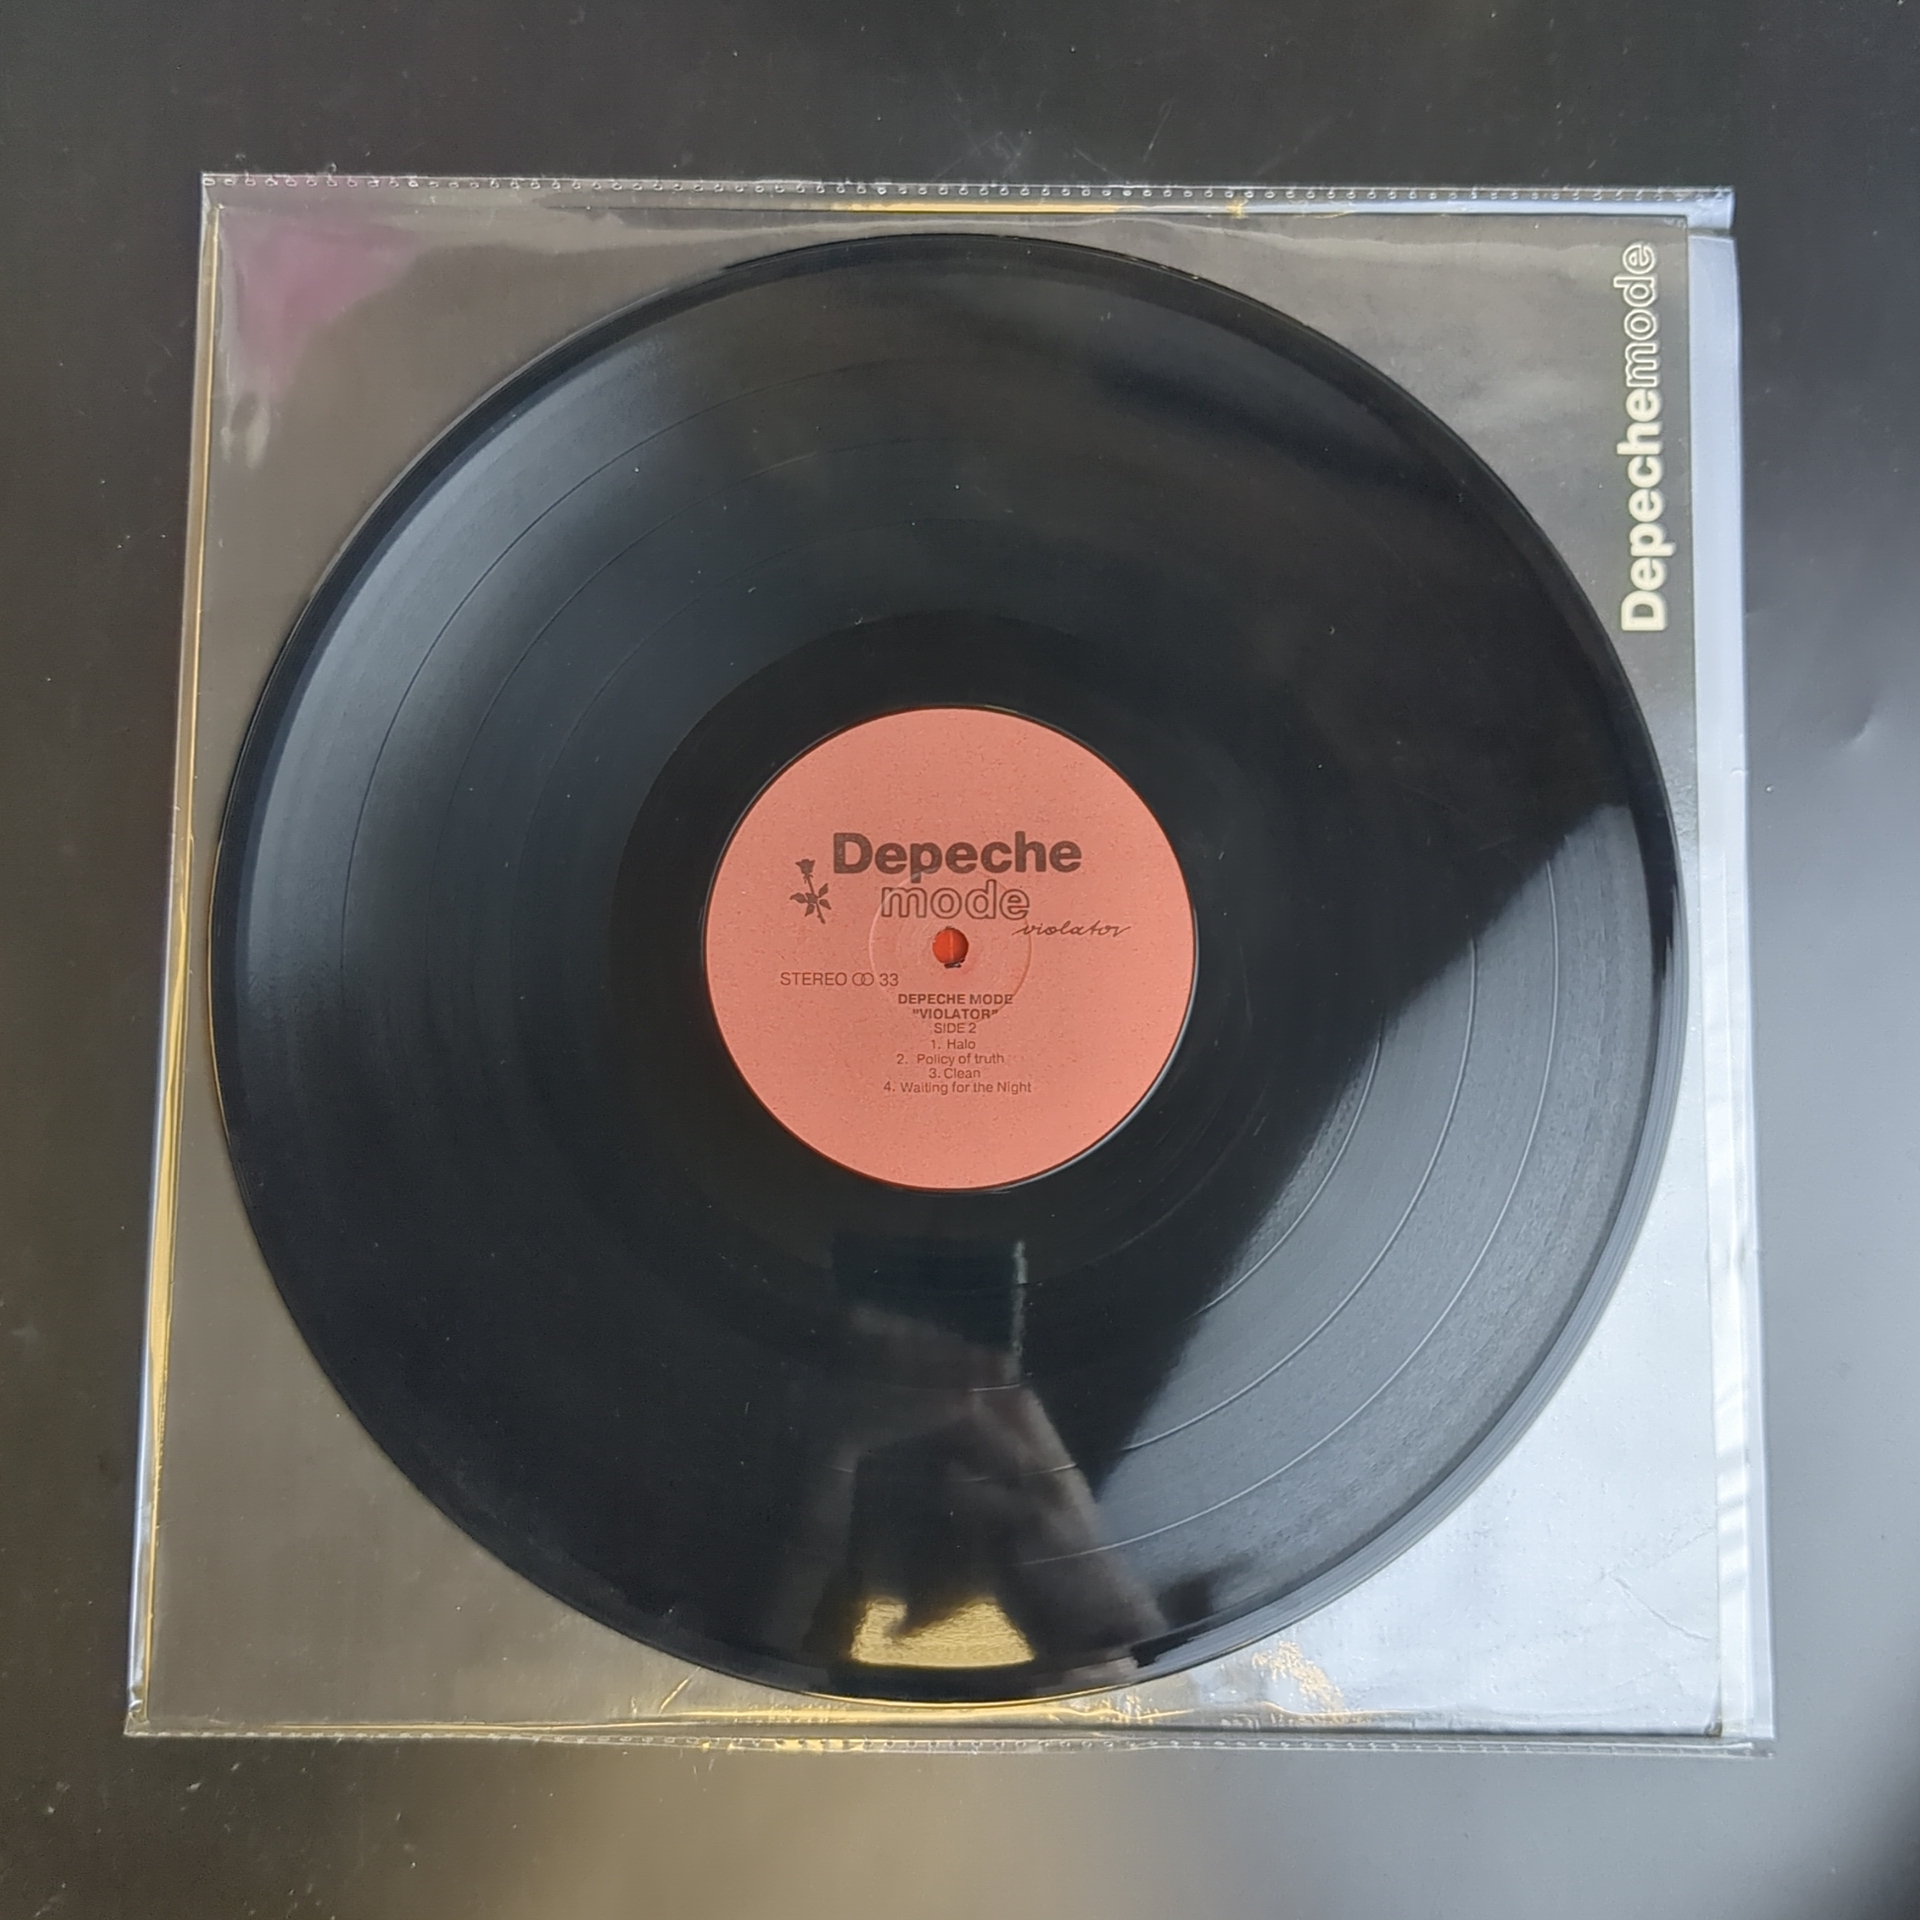 Depechemode
Depeche
mode
violator
STEREO OO 33
DEPECHE MODE
"VIOLATOR"
SIDE 2
1. Halo
2. Policy of truth
3. Clean
4. Waiting for the Night